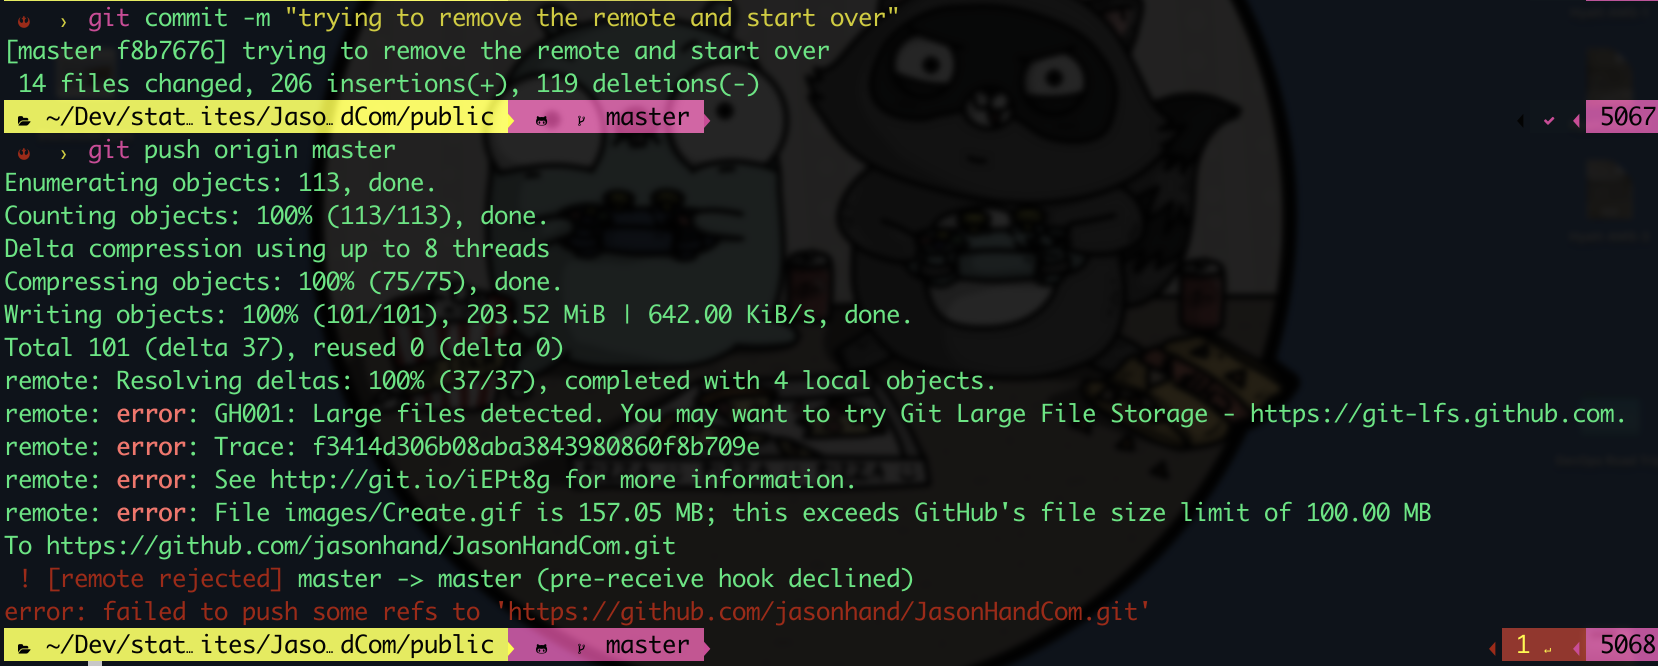 › git commit -m "trying to remove the remote and start over"
[master f8b7676] trying to remove the remote and start over
14 files changed, 206 insertions(+), 119 deletions(-)
~/Dev/stat…ites/Jaso…dCom/public master ✓ 5067
› git push origin master
Enumerating objects: 113, done.
Counting objects: 100% (113/113), done.
Delta compression using up to 8 threads
Compressing objects: 100% (75/75), done.
Writing objects: 100% (101/101), 203.52 MiB | 642.00 KiB/s, done.
Total 101 (delta 37), reused 0 (delta 0)
remote: Resolving deltas: 100% (37/37), completed with 4 local objects.
remote: error: GH001: Large files detected. You may want to try Git Large File Storage - https://git-lfs.github.com.
remote: error: Trace: f3414d306b08aba3843980860f8b709e
remote: error: See http://git.io/iEPt8g for more information.
remote: error: File images/Create.gif is 157.05 MB; this exceeds GitHub's file size limit of 100.00 MB
To https://github.com/jasonhand/JasonHandCom.git
! [remote rejected] master -> master (pre-receive hook declined)
error: failed to push some refs to 'https://github.com/jasonhand/JasonHandCom.git'
~/Dev/stat…ites/Jaso…dCom/public master 1 ↵ 5068